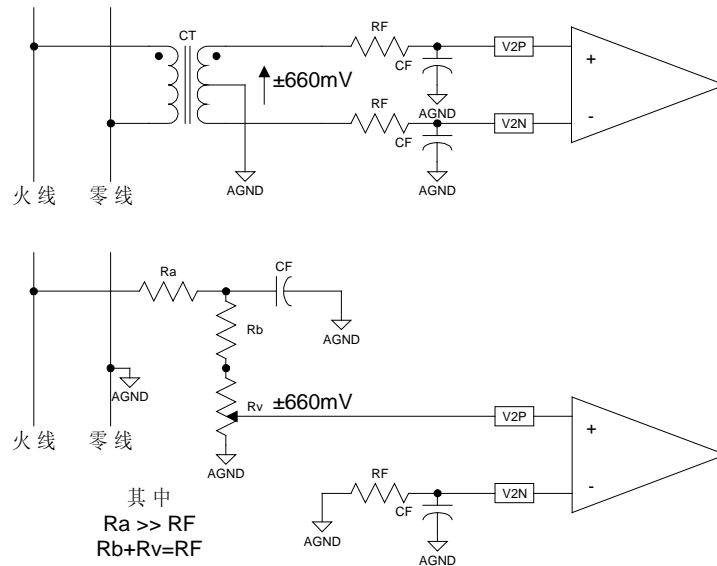 CT
RF
CF
V2P
±660mV
+
AGND
RF
CF
V2N
-
AGND
AGND
火线
零线
Ra
CF
Rb
AGND
AGND
Rv
±660mV
V2P
+
AGND
RF
CF
V2N
-
AGND
AGND
火线
零线
其中
Ra >> RF
Rb+Rv=RF